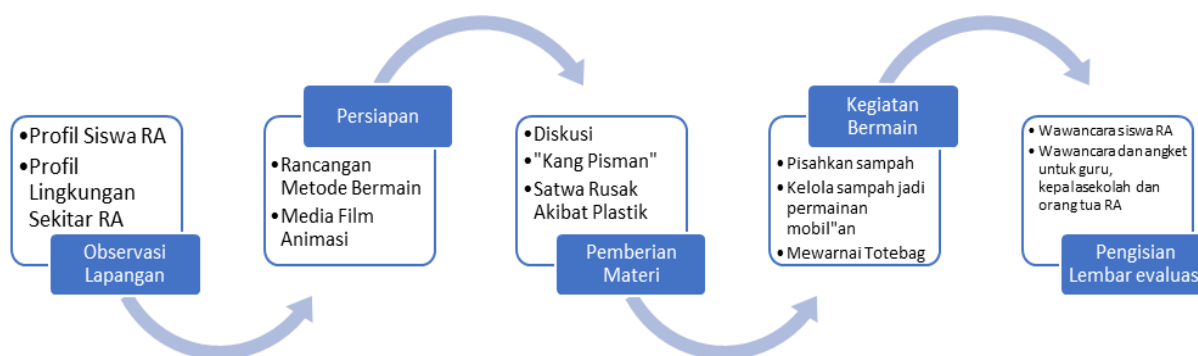 •Profil Siswa RA
•Profil
Lingkungan
Sekitar RA
Observasi
Lapangan
Persiapan
•Rancangan
Metode Bermain
•Media Film
Animasi
•Diskusi
•"Kang Pisman"
•Satwa Rusak
Akibat Plastik
Pemberian
Materi
Kegiatan
Bermain
•Pisahkan sampah
•Kelola sampah jadi
permainan
mobil"an
•Mewarnai Totebag
•Wawancara siswa RA
•Wawancara dan angket
untuk guru,
kepalasekolah dan
orang tua RA
Pengisian
Lembar evaluas